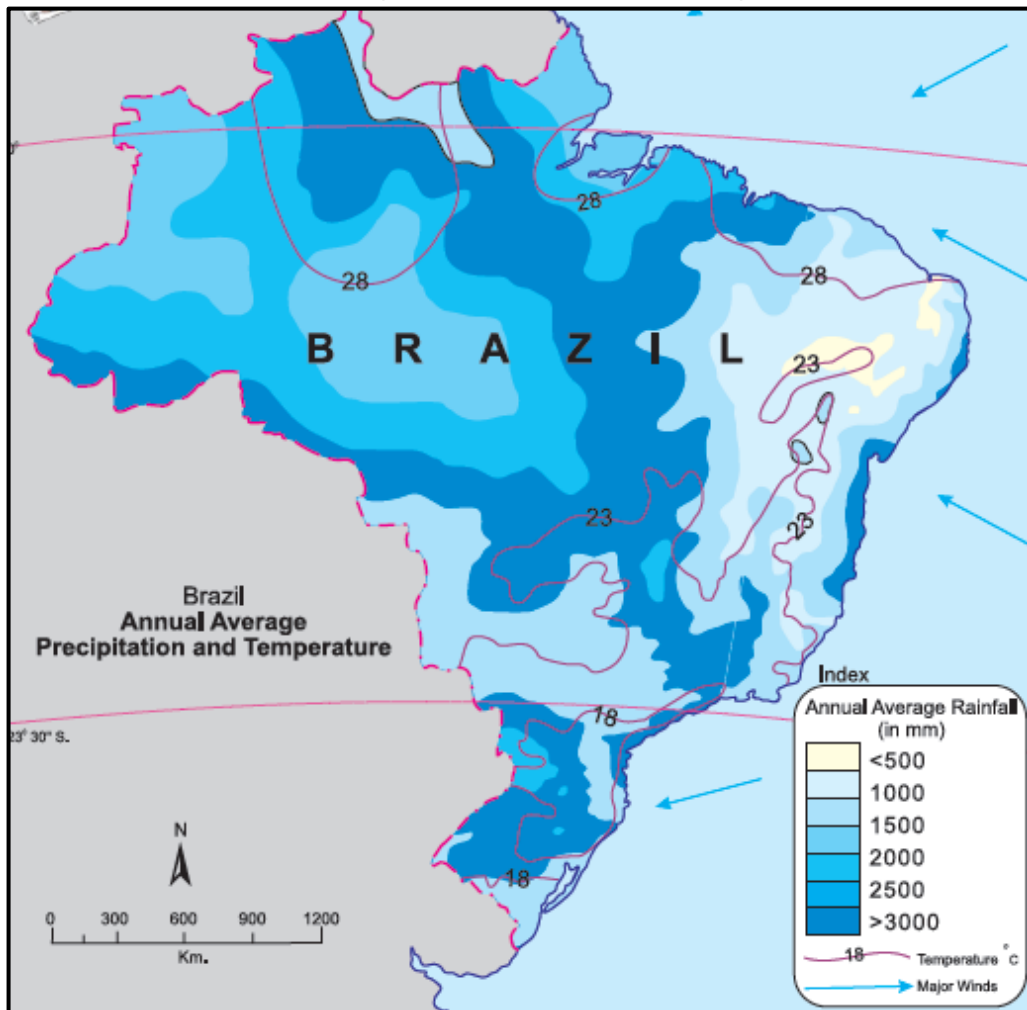 28
28
28
BRAZIL
23
23
23
Brazil
Annual Average
Precipitation and Temperature
18
23° 30" S.
N
0 300 600 900 1200
Km.
18
Index
Annual Average Rainfall
(in mm)
<500
1000
1500
2000
2500
>3000
18 Temperature °C
Major Winds